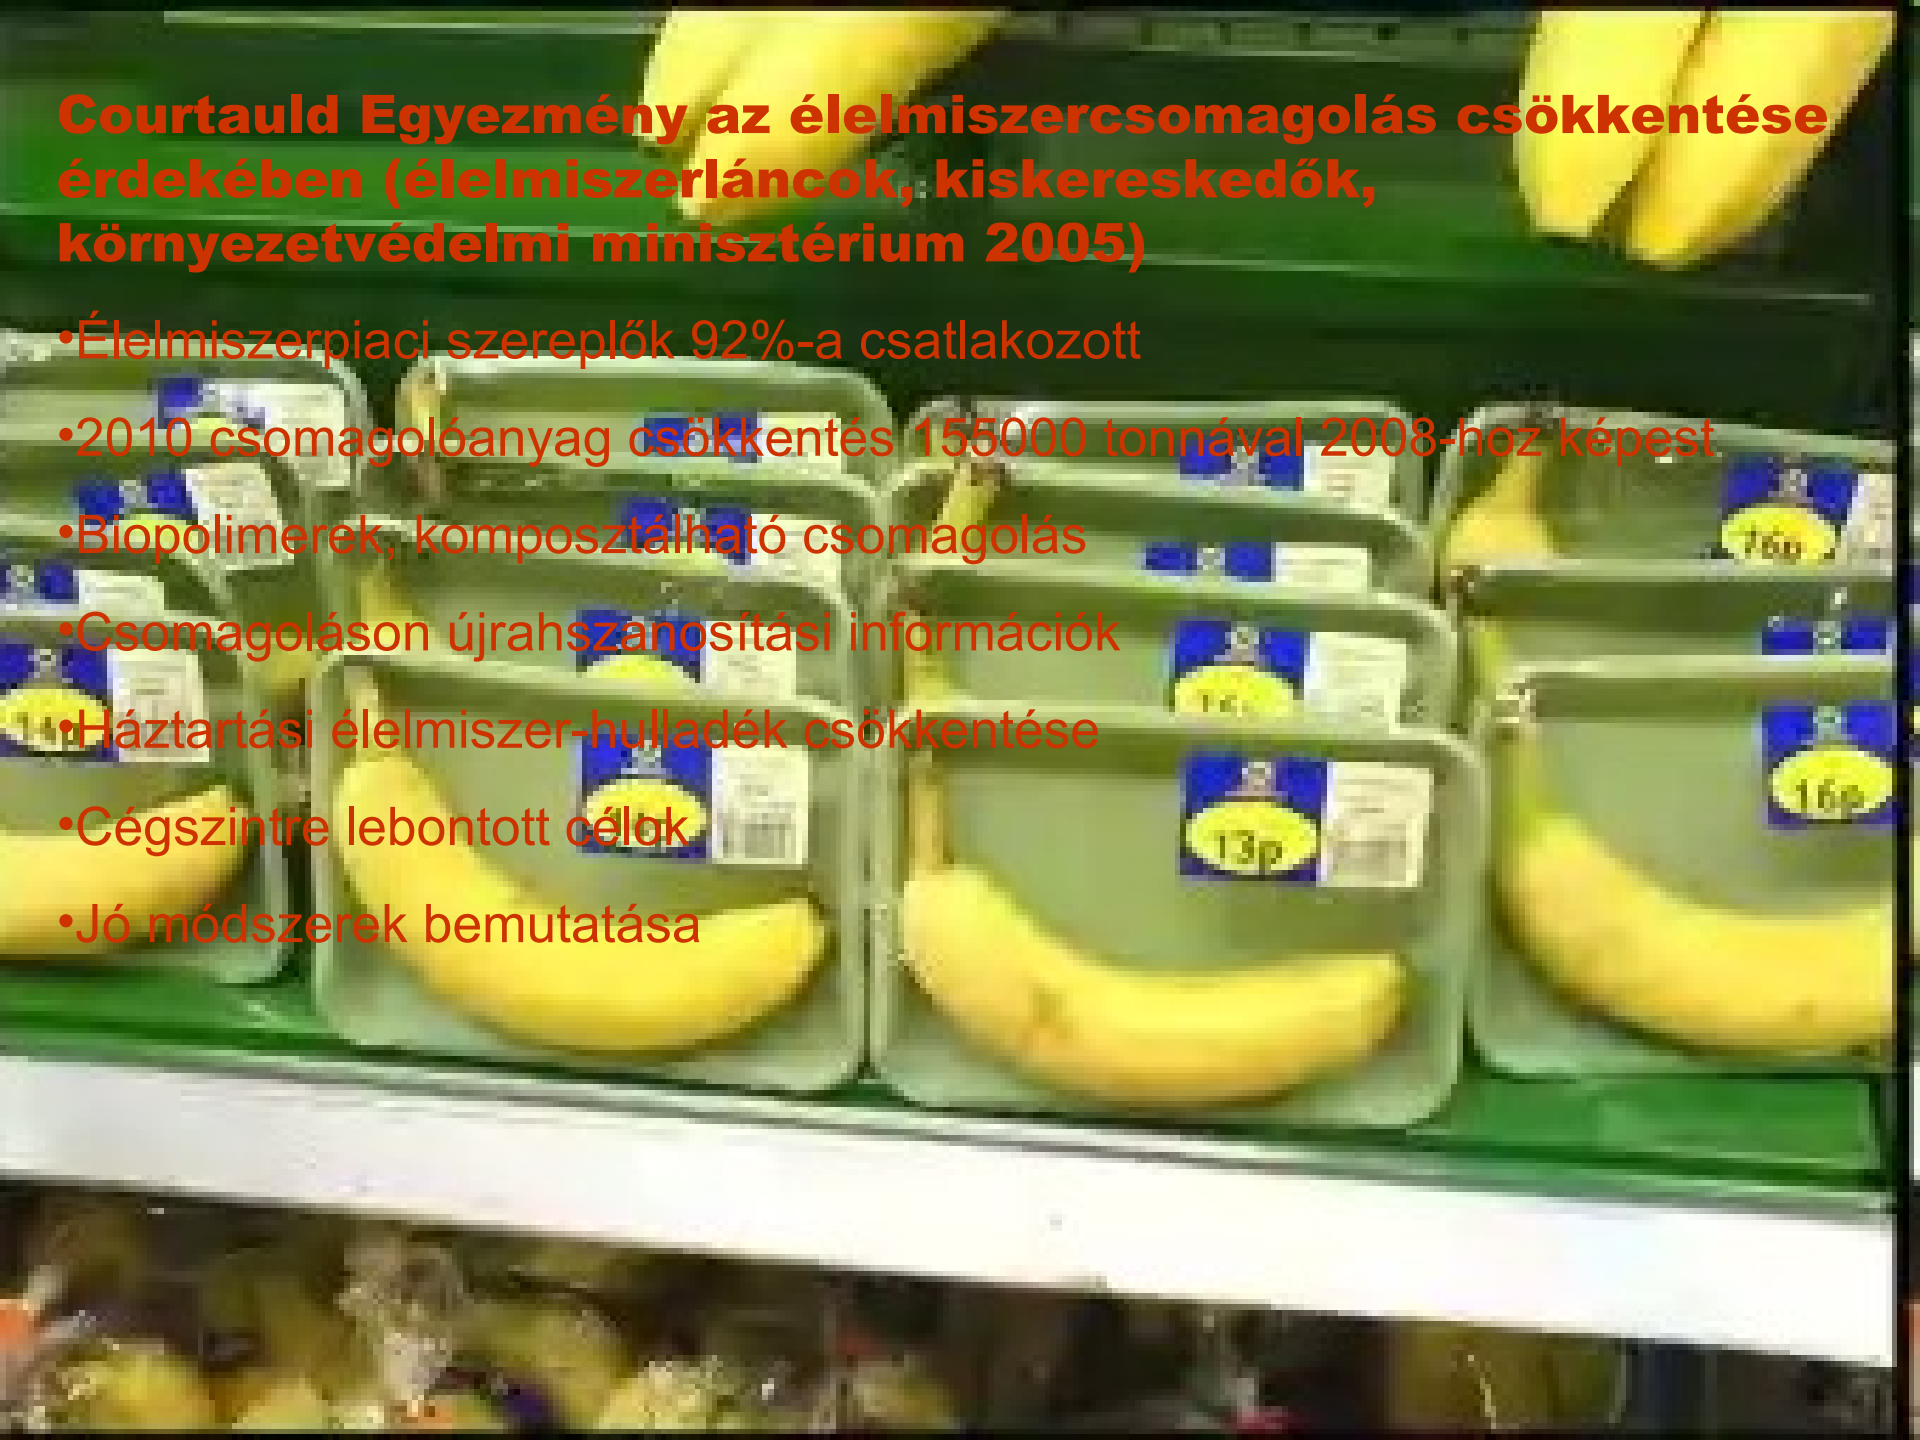 Courtauld Egyezmény az élelmiszercsomagolás csökkentése
érdekében (élelmiszerláncok, kiskereskedők,
környezetvédelmi minisztérium 2005)
•Élelmiszerpiaci szereplők 92%-a csatlakozott
•2010 csomagolóanyag csökkentés 155000 tonnával 2008-hoz képest
•Biopolimerek, komposztálható csomagolás
•Csomagoláson újrahszanosítási információk
•Háztartási élelmiszer-hulladék csökkentése
•Cégszintre lebontott célok
•Jó módszerek bemutatása
16p
14p
16p
13p